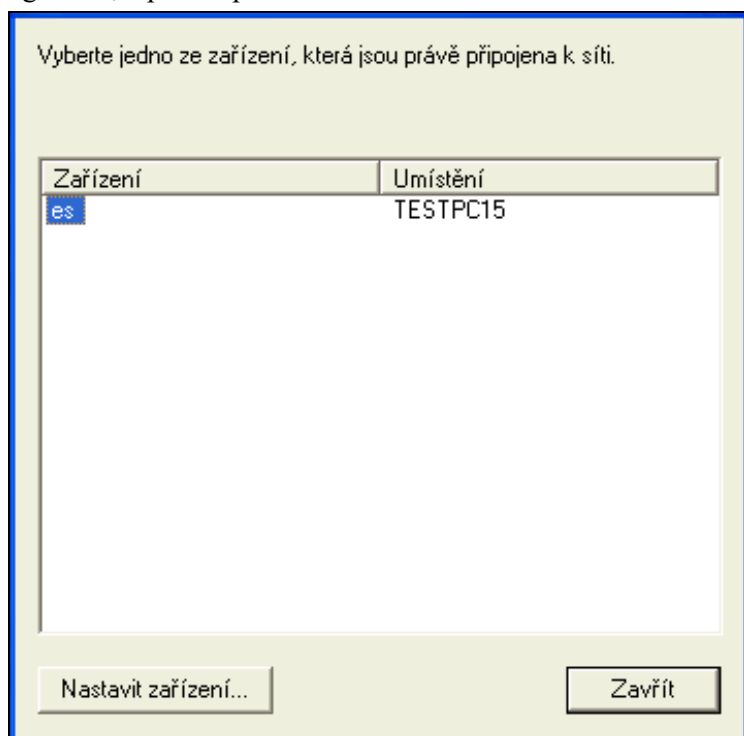 Vyberte jedno ze zařízení, která jsou právě připojena k síti.
Zařízení Umístění
es TESTPC15
Nastavit zařízení... Zavřít